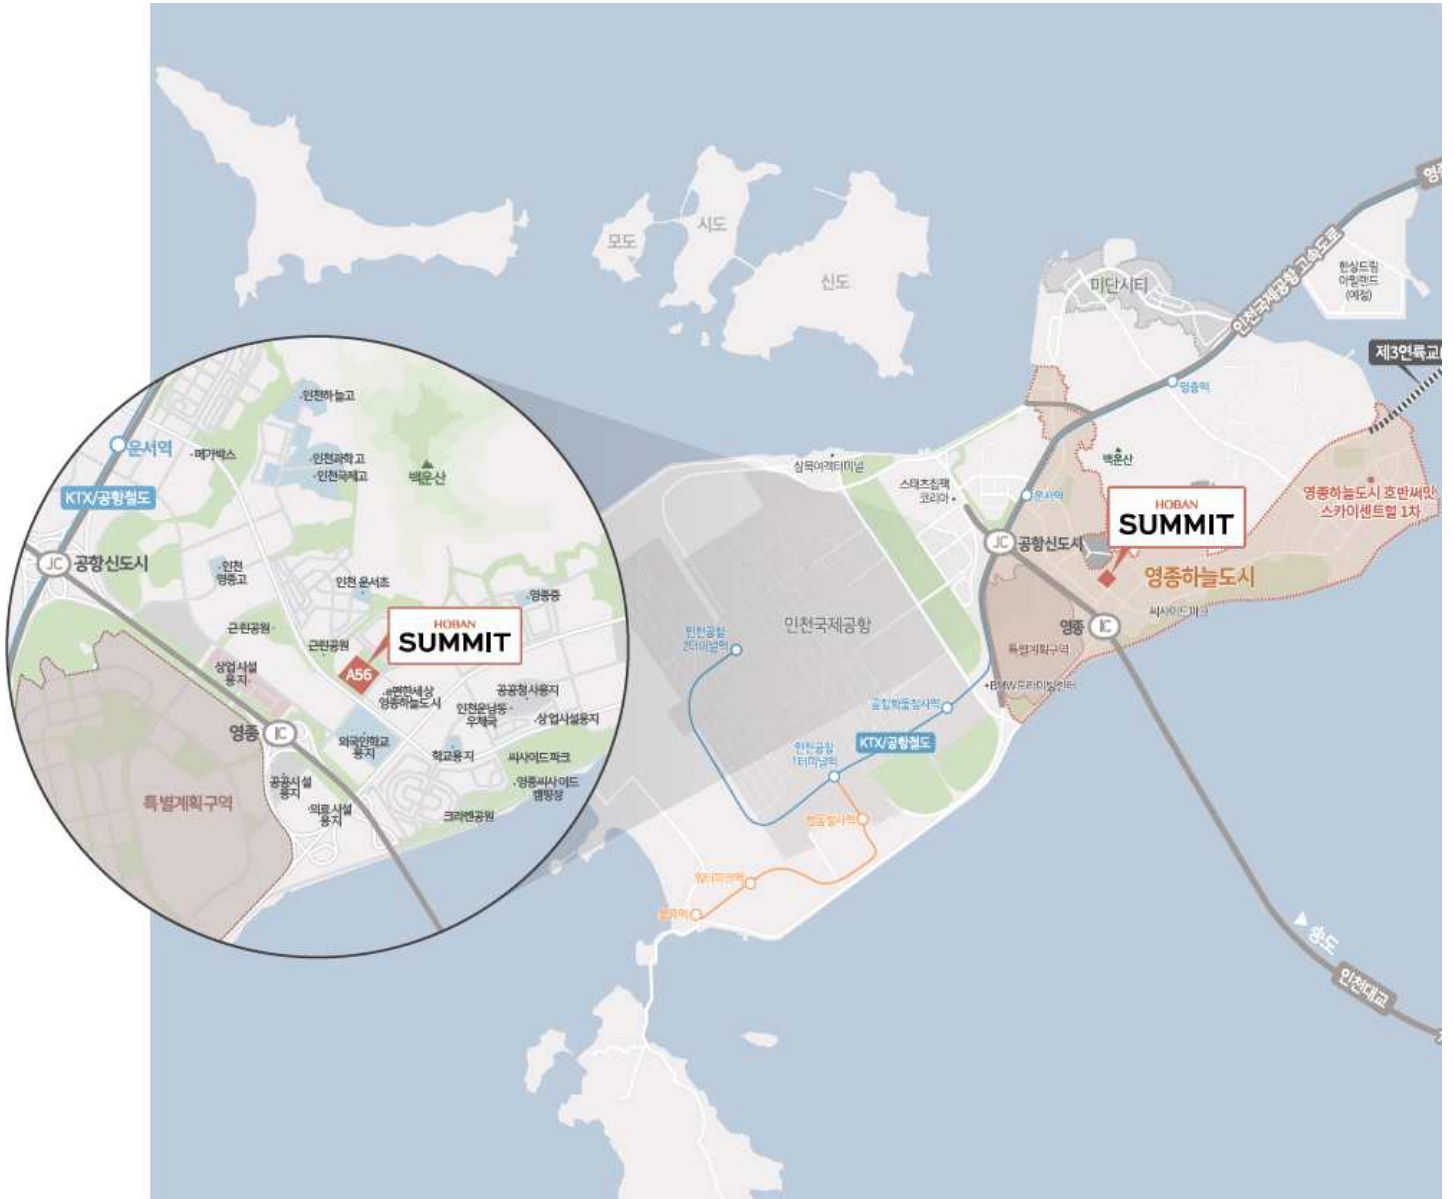 모도
시도
신도
미단시티
인천국제공항 고속도로
한상드림
아일랜드
(예정)
영종역
백운산
운서역
삼목여객터미널
스태츠칩팩
코리아
JC 공항신도시
HOBAN
SUMMIT
영종하늘도시 호반써밋
스카이센트럴 1차
영종하늘도시
씨사이드파크
영종 IC
특별계획구역
BMW드라이빙센터
인천국제공항
인천공항
2터미널역
공항화물청사역
KTX/공항철도
인천공항
1터미널역
합동청사역
워터파크역
용유역
송도
인천대교
인천하늘고
운서역
메가박스
인천과학고
인천국제고
백운산
KTX/공항철도
JC 공항신도시
인천
영종고
인천 운서초
영종중
근린공원
근린공원
HOBAN
SUMMIT
A56
상업시설
용지
e편한세상
영종하늘도시
공공청사용지
인천운남동
우체국
상업시설용지
영종 IC
외국인학교
용지
학교용지
씨사이드 파크
공공시설
용지
영종씨사이드
캠핑장
특별계획구역
의료시설
용지